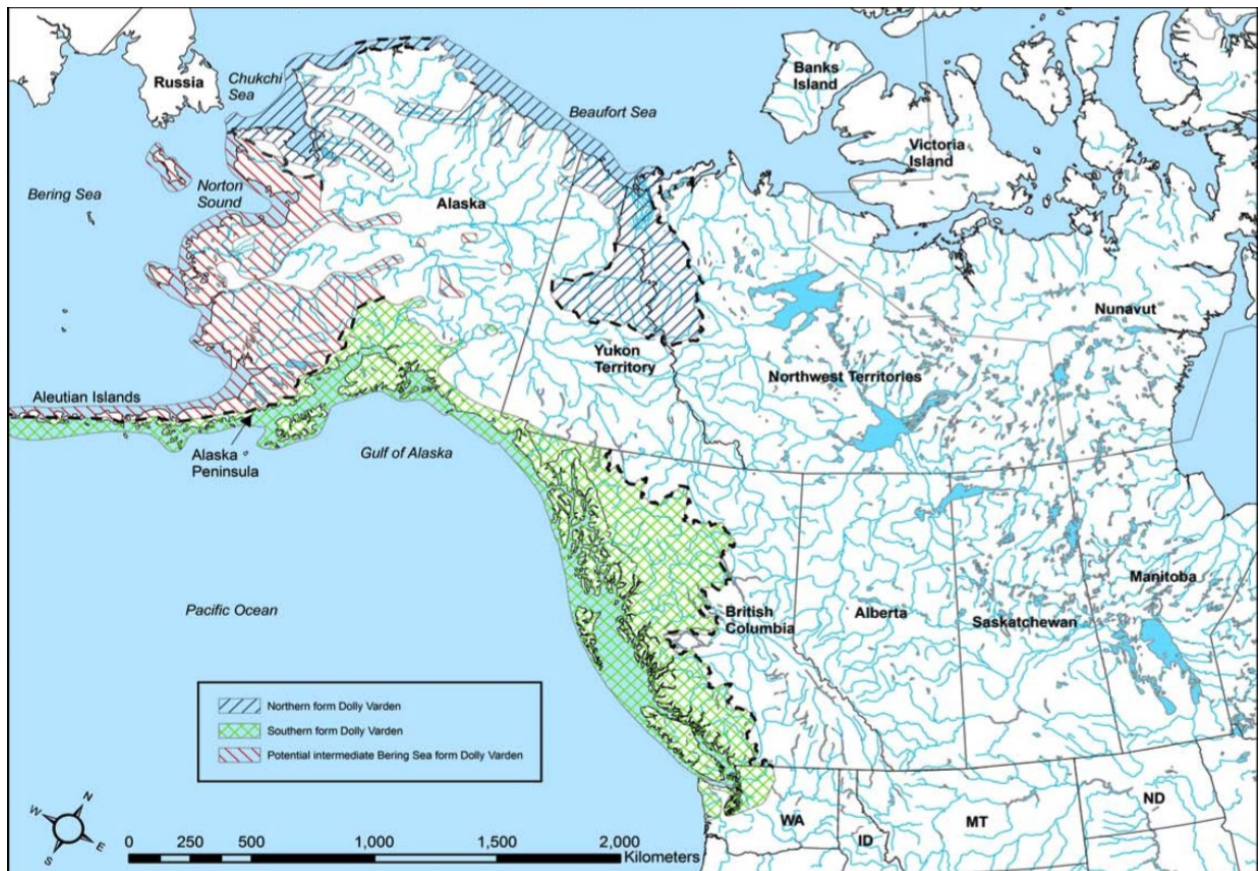 Russia
Chukchi
Sea
Banks
Island
Beaufort Sea
Victoria
Island
Bering Sea
Norton
Sound
Alaska
Nunavut
Yukon
Territory
Northwest Territories
Aleutian Islands
Alaska
Peninsula
Gulf of Alaska
Pacific Ocean
British
Columbia
Alberta
Saskatchewan
Manitoba
Northern form Dolly Varden
Southern form Dolly Varden
Potential intermediate Bering Sea form Dolly Varden
N
W
E
S
0 250 500 1,000 1,500 2,000
Kilometers
WA
ID
MT
ND